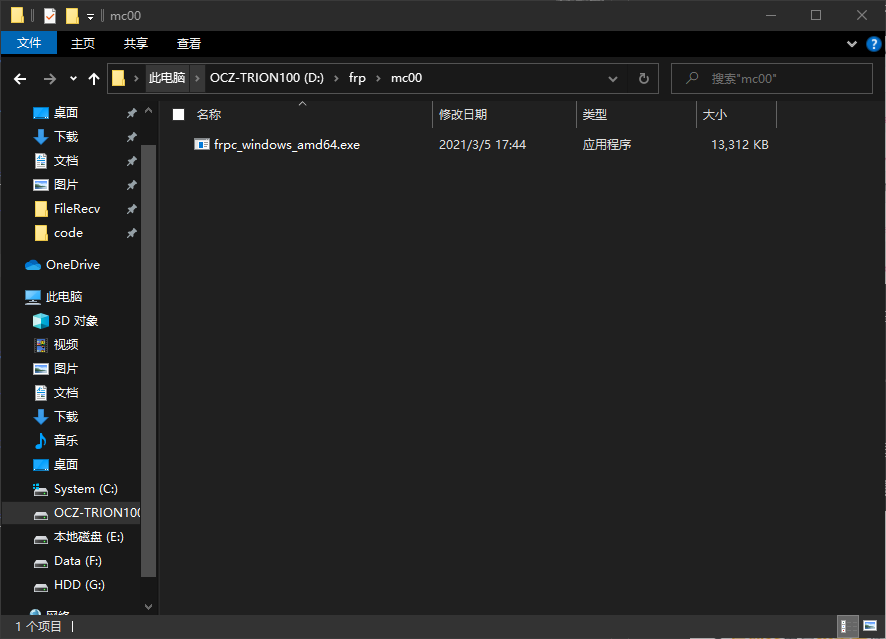 mc00
文件 主页 共享 查看
此电脑 OCZ-TRION100 (D:) frp mc00 搜索"mc00"
桌面
下载
文档
图片
FileRecv
code
OneDrive
此电脑
3D 对象
视频
图片
文档
下载
音乐
桌面
System (C:)
OCZ-TRION100
本地磁盘 (E:)
Data (F:)
HDD (G:)
网络
名称 修改日期 类型 大小
frpc_windows_amd64.exe 2021/3/5 17:44 应用程序 13,312 KB
1 个项目